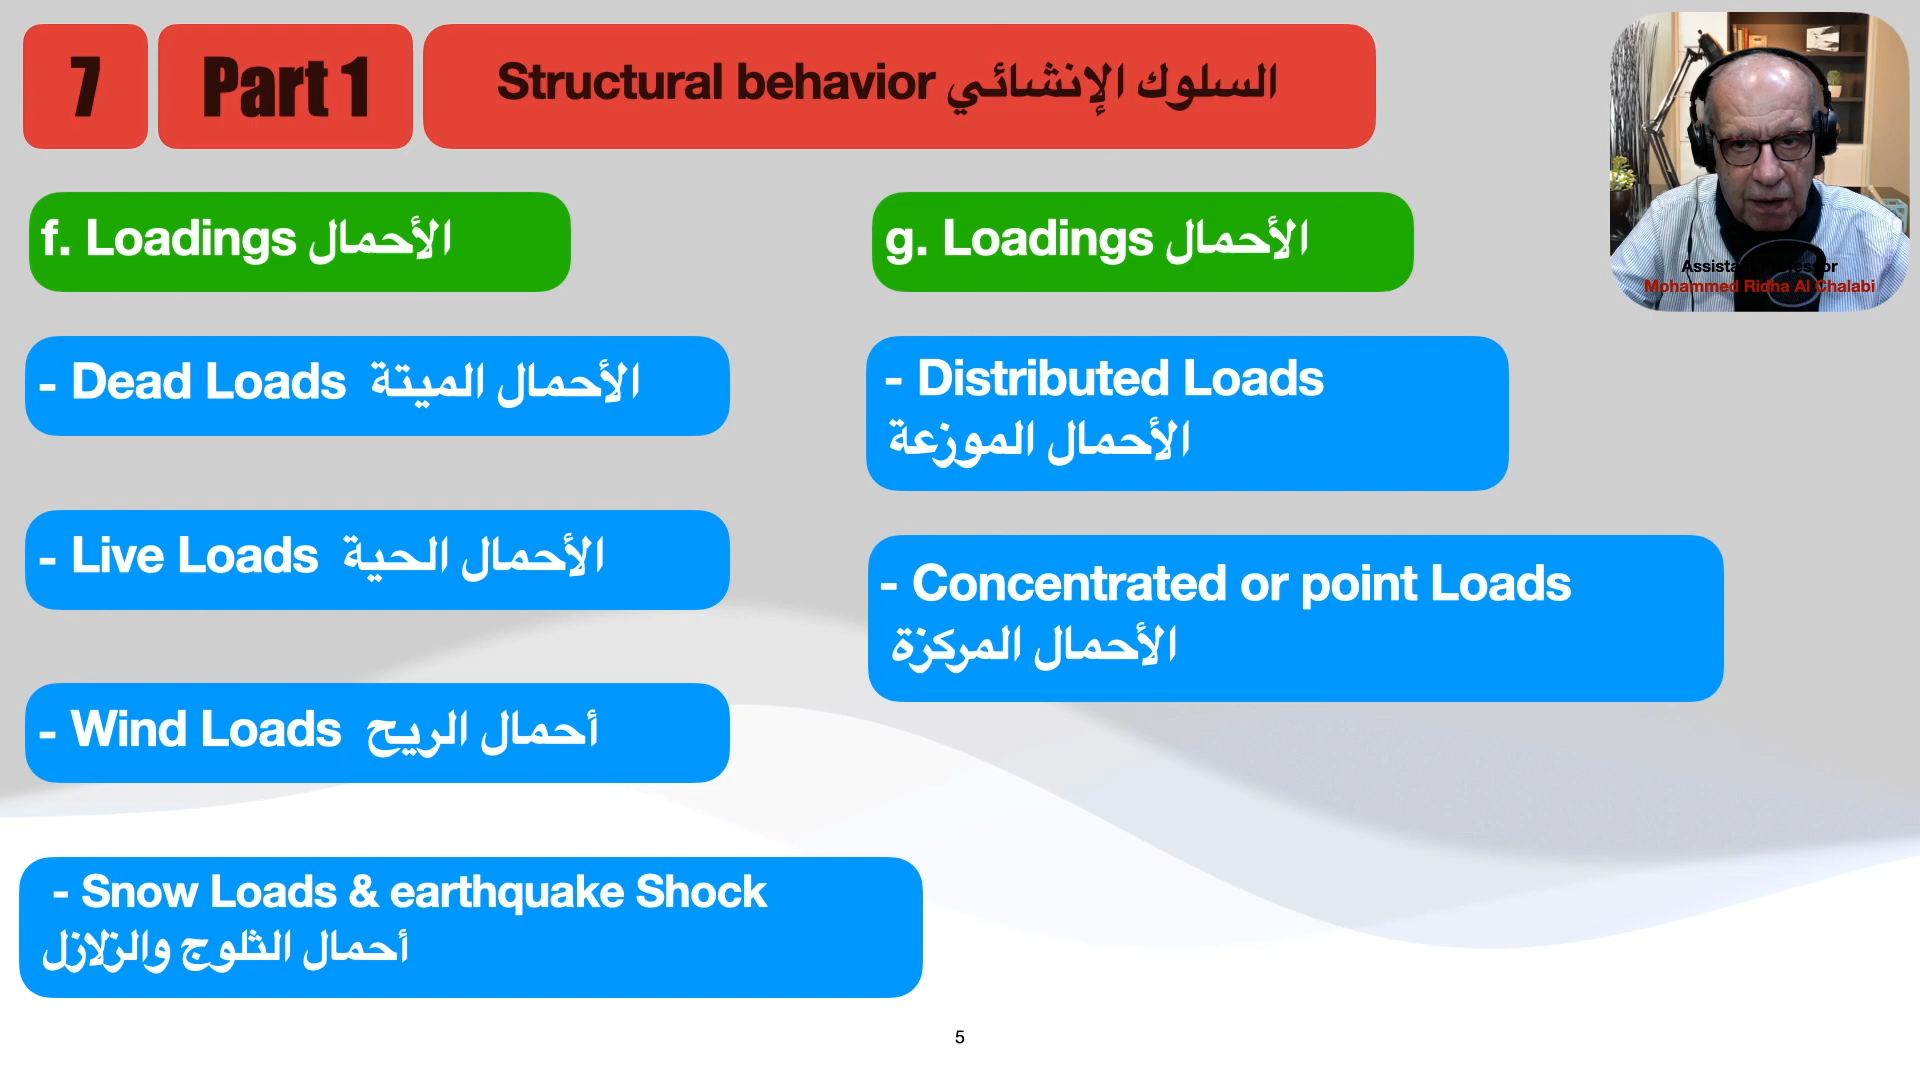 7
Part 1
Structural behavior السلوك الإنشائي
f. Loadings الأحمال
- Dead Loads الأحمال الميتة
- Live Loads الأحمال الحية
- Wind Loads أحمال الريح
- Snow Loads & earthquake Shock
أحمال الثلوج والزلازل
g. Loadings الأحمال
- Distributed Loads
الأحمال الموزعة
- Concentrated or point Loads
الأحمال المركزة
Assistant Professor
Mohammed Ridha Al Chalabi
5